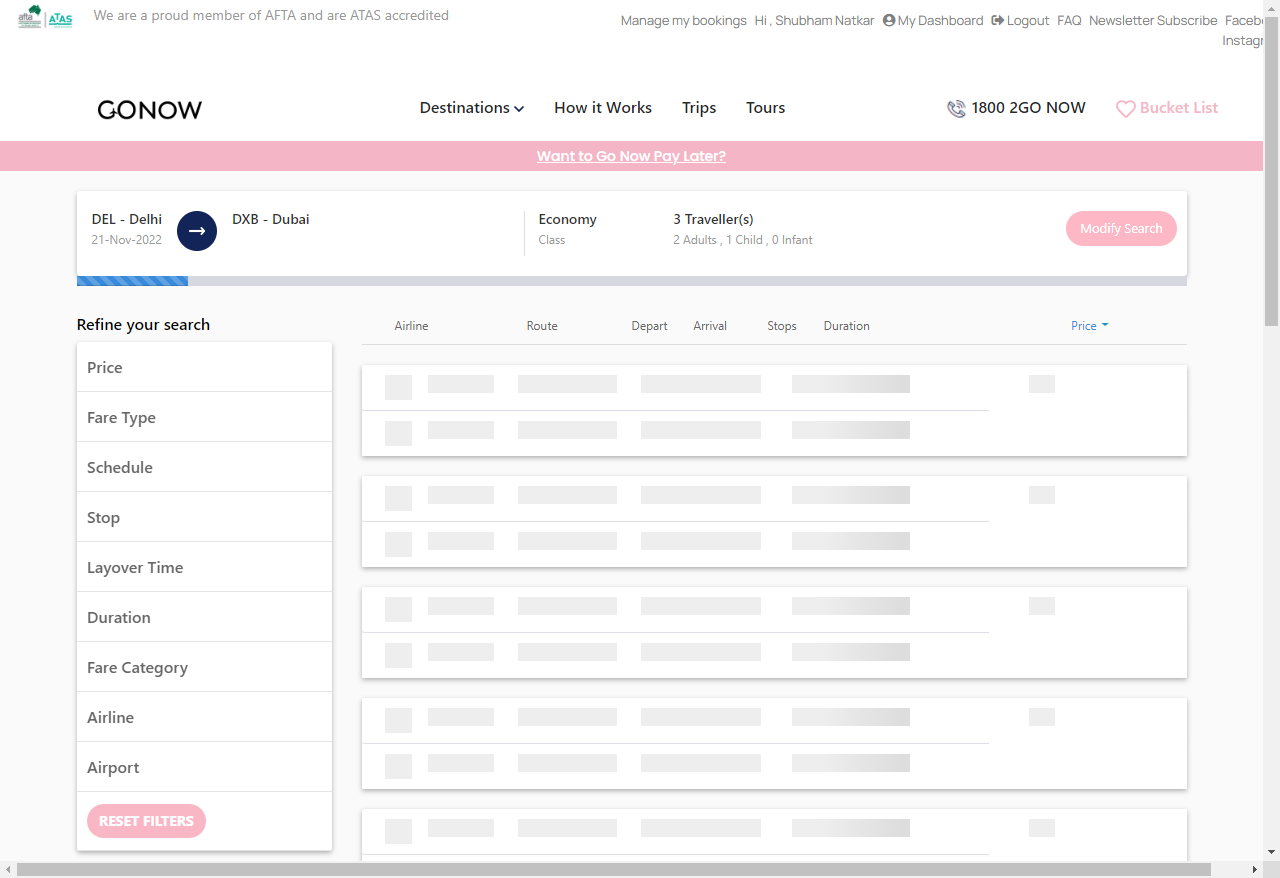 afta ATAS We are a proud member of AFTA and are ATAS accredited
Manage my bookings Hi , Shubham Natkar My Dashboard Logout FAQ Newsletter Subscribe Faceb
Instagr
GONOW Destinations How it Works Trips Tours 1800 2GO NOW Bucket List
Want to Go Now Pay Later?
DEL - Delhi DXB - Dubai Economy 3 Traveller(s)
21-Nov-2022 Class 2 Adults , 1 Child , 0 Infant
Modify Search
Refine your search
Airline Route Depart Arrival Stops Duration Price
Price
Fare Type
Schedule
Stop
Layover Time
Duration
Fare Category
Airline
Airport
RESET FILTERS